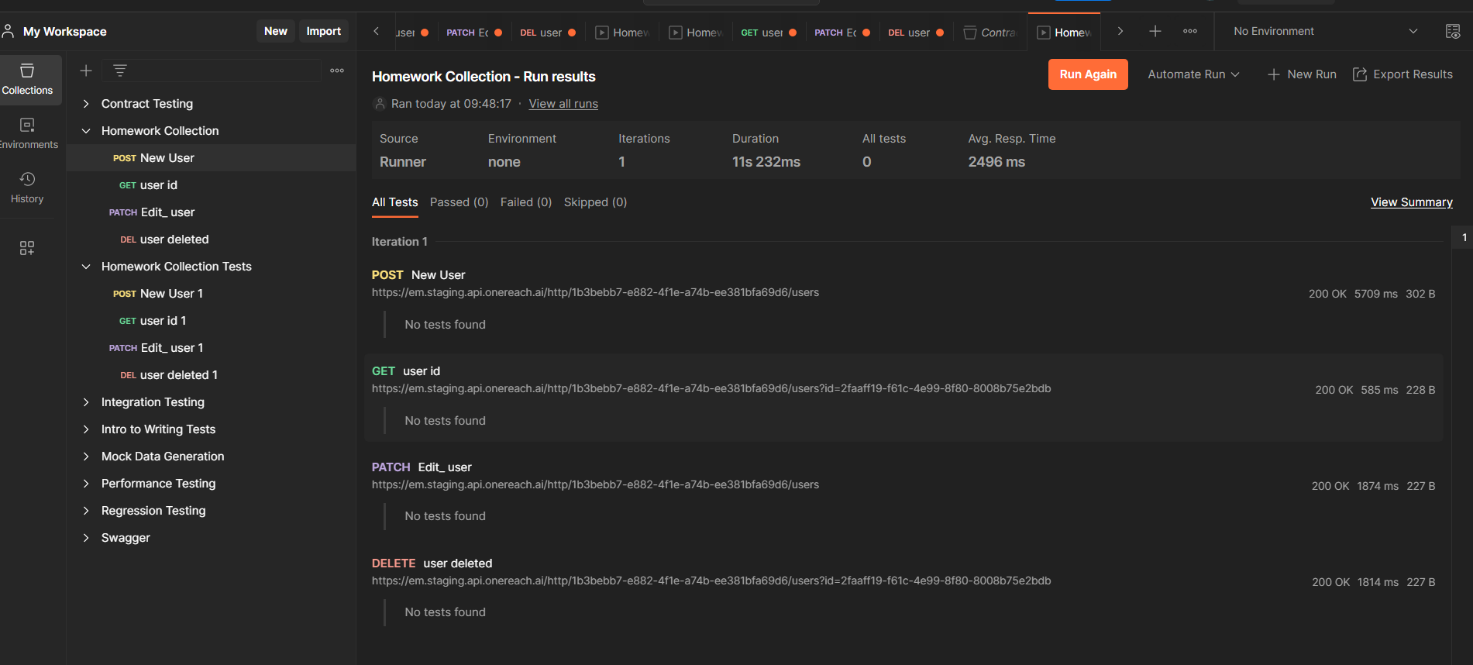 My Workspace
New
Import
PATCH
DEL user
Homew
Homew
GET user
PATCH
DEL user
Contra
Homew
No Environment
Collections
Environments
History
Contract Testing
Homework Collection
POST New User
GET user id
PATCH Edit_ user
DEL user deleted
Homework Collection Tests
POST New User 1
GET user id 1
PATCH Edit_ user 1
DEL user deleted 1
Integration Testing
Intro to Writing Tests
Mock Data Generation
Performance Testing
Regression Testing
Swagger
Homework Collection - Run results
Run Again
Automate Run
New Run
Export Results
Ran today at 09:48:17 · View all runs
Source Environment Iterations Duration All tests Avg. Resp. Time
Runner none 1 11s 232ms 0 2496 ms
All Tests Passed (0) Failed (0) Skipped (0) View Summary
Iteration 1
1
POST New User
https://em.staging.api.onereach.ai/http/1b3bebb7-e882-4f1e-a74b-ee381bfa69d6/users
200 OK 5709 ms 302 B
No tests found
GET user id
https://em.staging.api.onereach.ai/http/1b3bebb7-e882-4f1e-a74b-ee381bfa69d6/users?id=2faaff19-f61c-4e99-8f80-8008b75e2bdb
200 OK 585 ms 228 B
No tests found
PATCH Edit_ user
https://em.staging.api.onereach.ai/http/1b3bebb7-e882-4f1e-a74b-ee381bfa69d6/users
200 OK 1874 ms 227 B
No tests found
DELETE user deleted
https://em.staging.api.onereach.ai/http/1b3bebb7-e882-4f1e-a74b-ee381bfa69d6/users?id=2faaff19-f61c-4e99-8f80-8008b75e2bdb
200 OK 1814 ms 227 B
No tests found